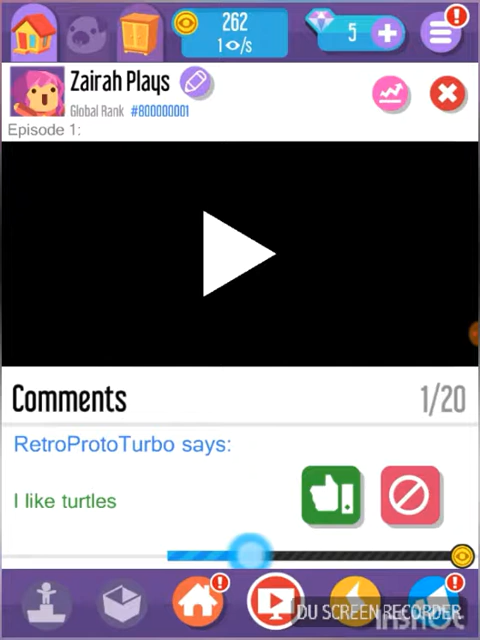 262
1 /s
5
Zairah Plays
Global Rank #800000001
Episode 1:
Comments
1/20
RetroProtoTurbo says:
I like turtles
DU SCREEN RECORDER
InShOt